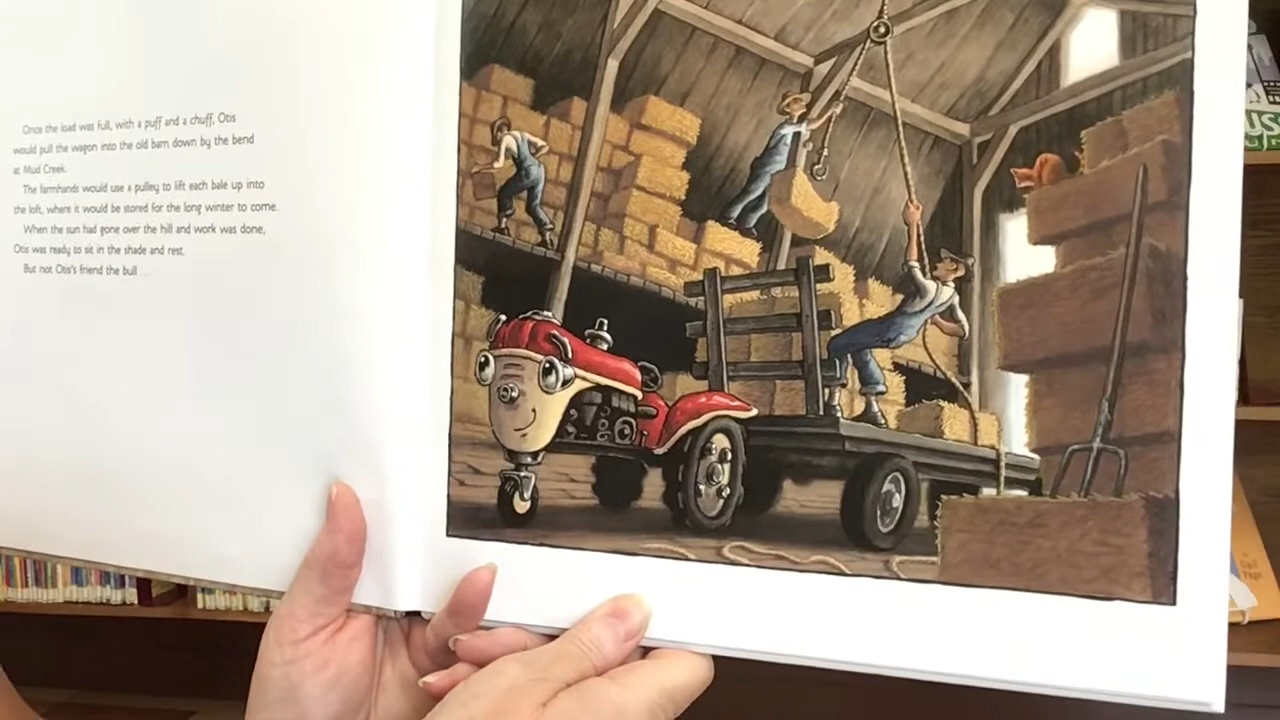 Once the load was full, with a puff and a chuff, Otis
would pull the wagon into the old barn down by the bend
at Mud Creek.
The farmhands would use a pulley to lift each bale up into
the loft, where it would be stored for the long winter to come.
When the sun had gone over the hill and work was done,
Otis was ready to sit in the shade and rest.
But not Otis's friend the bull
Gail
Page